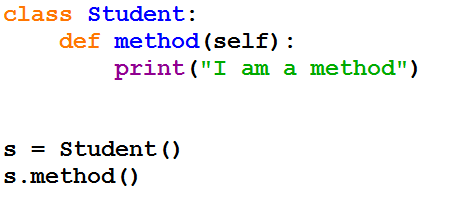 class Student:
    def method(self):
        print("I am a method")
s = Student()
s.method()